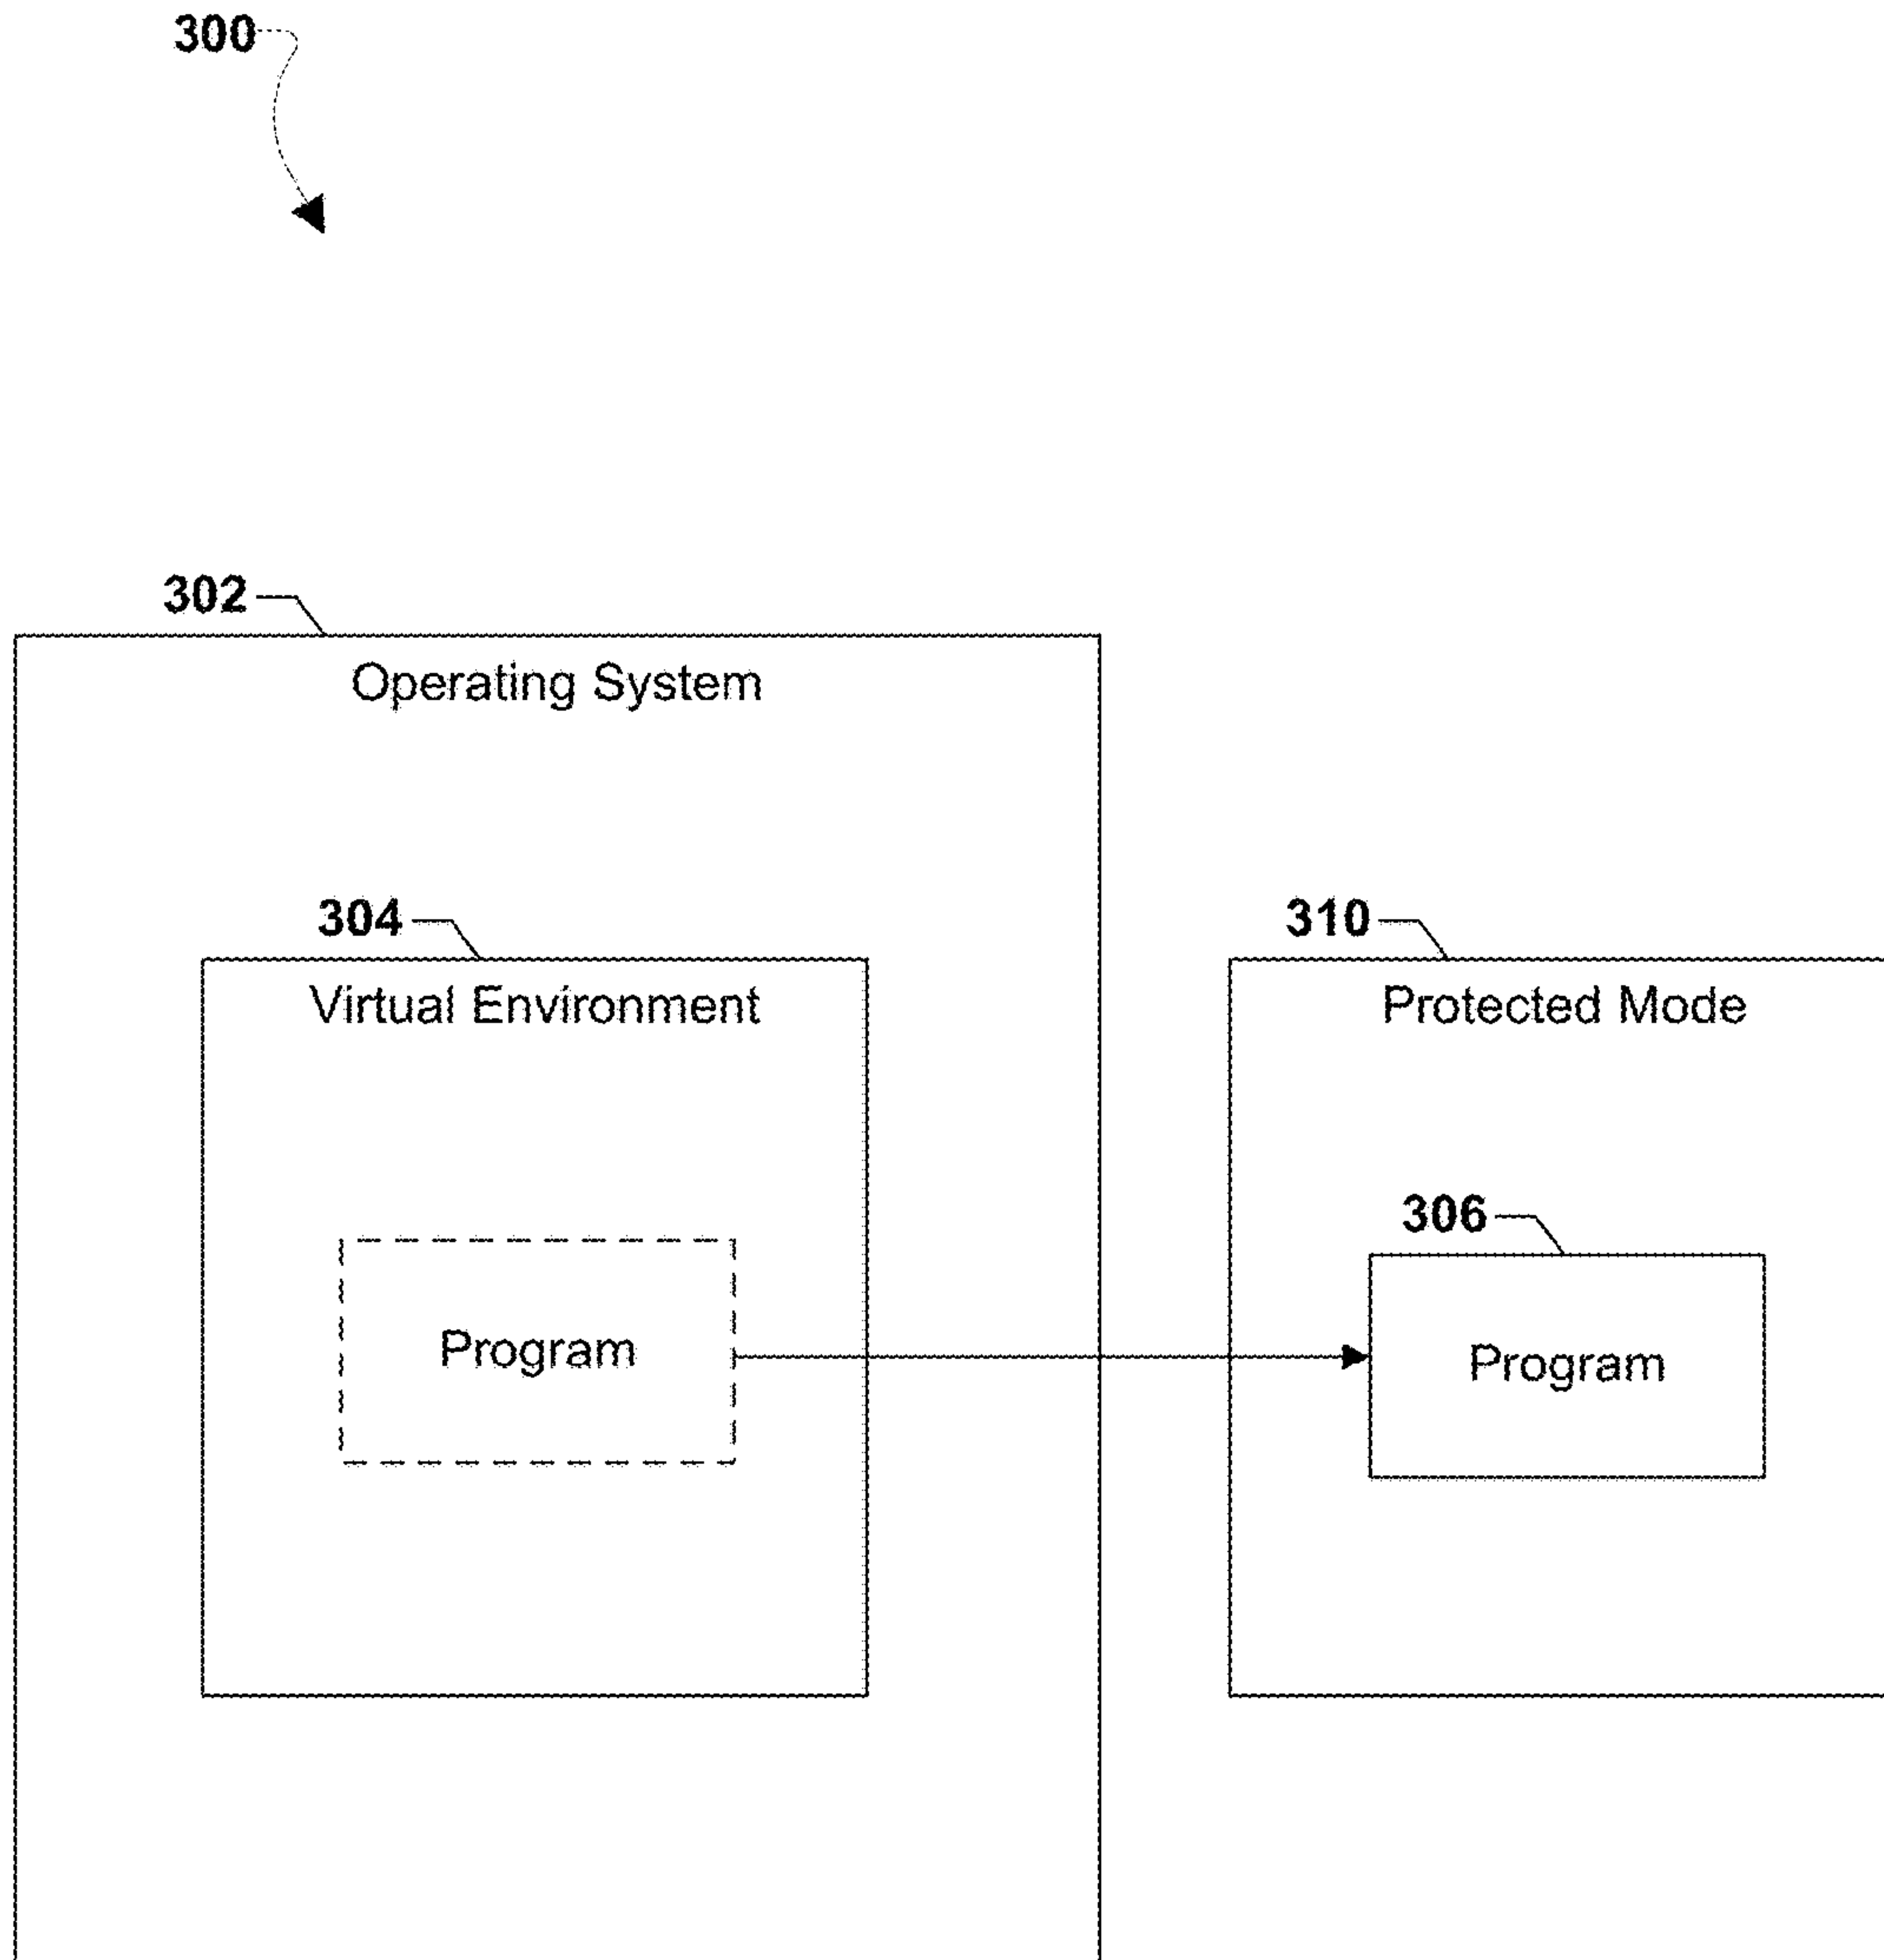 300
302
Operating System
304
310
Virtual Environment
Protected Mode
306
Program
Program